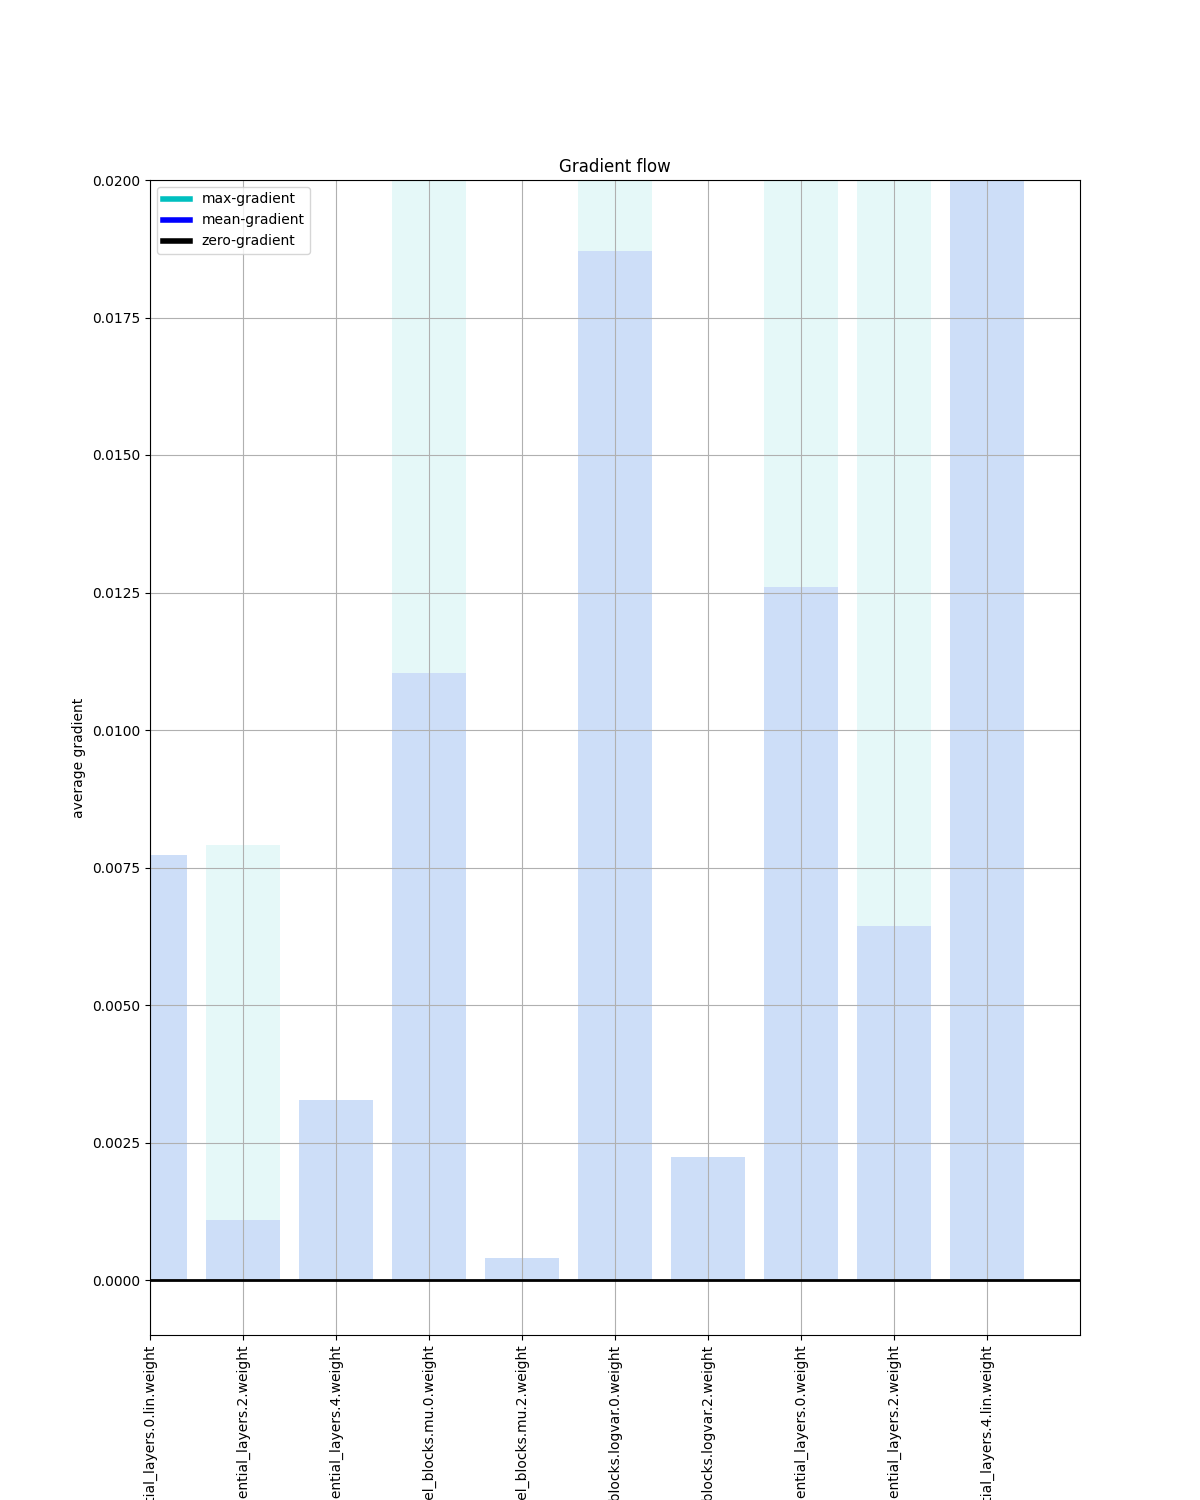 Gradient flow
max-gradient
mean-gradient
zero-gradient
0.0200
0.0175
0.0150
0.0125
0.0100
0.0075
0.0050
0.0025
0.0000
average gradient
tial_layers.0.lin.weight
ential_layers.2.weight
ential_layers.4.weight
el_blocks.mu.0.weight
el_blocks.mu.2.weight
blocks.logvar.0.weight
blocks.logvar.2.weight
ential_layers.0.weight
ential_layers.2.weight
tial_layers.4.lin.weight